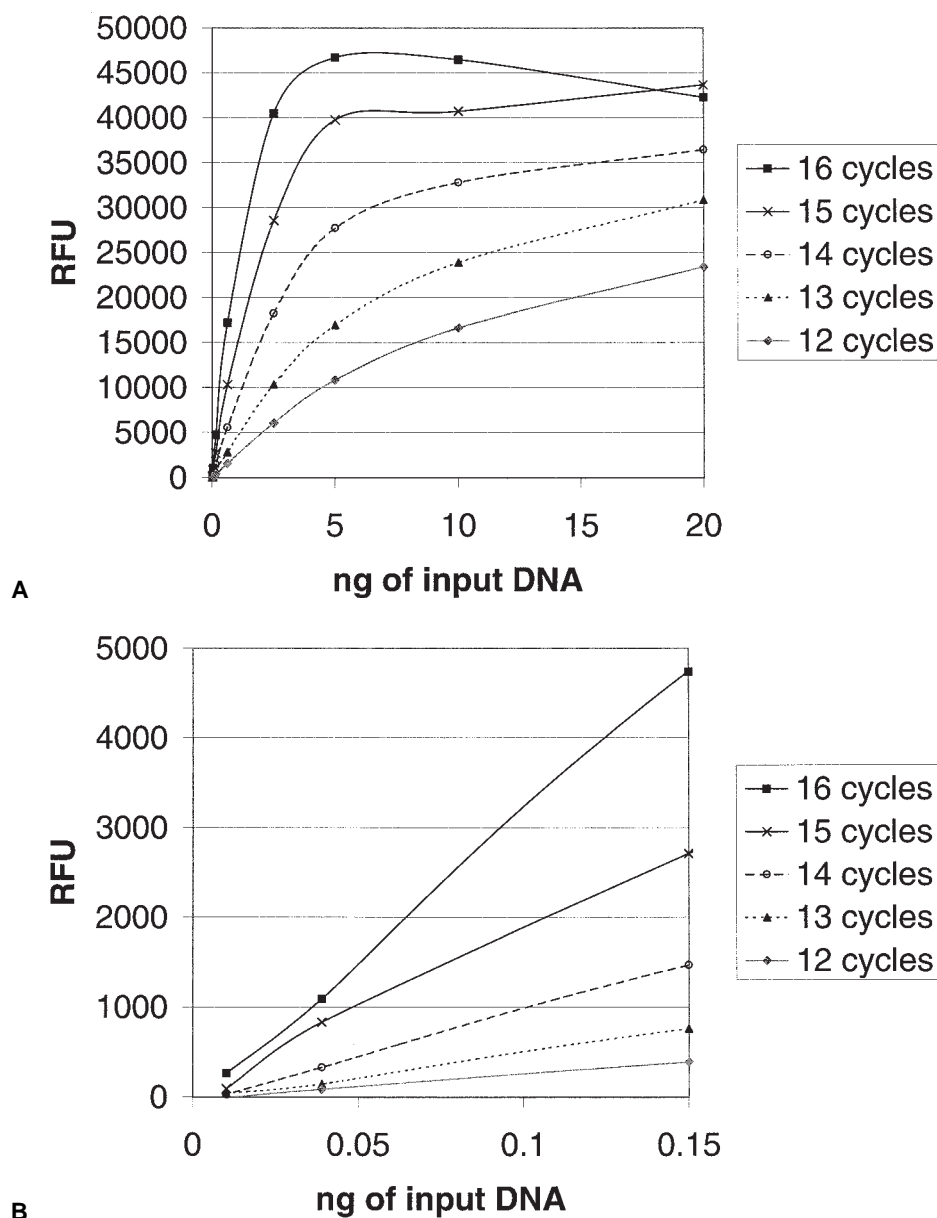 50000
45000
40000
35000
30000
25000
20000
15000
10000
5000
0
RFU
0 5 10 15 20
ng of input DNA
16 cycles
15 cycles
14 cycles
13 cycles
12 cycles
A
5000
4000
3000
2000
1000
0
RFU
0 0.05 0.1 0.15
ng of input DNA
16 cycles
15 cycles
14 cycles
13 cycles
12 cycles
B